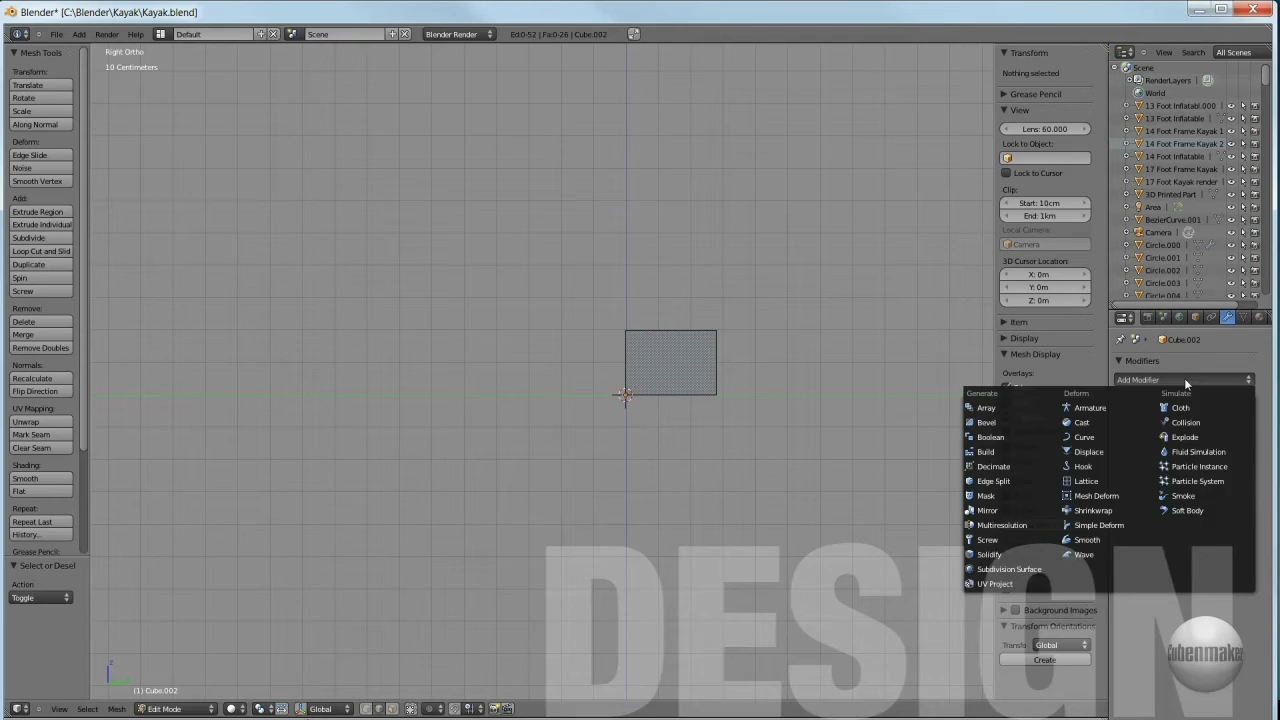 Blender* [C:\Blender\Kayak\Kayak.blend]
File Add Render Help Default Scene Blender Render Ed:0-52 | Fa:0-26 | Cube.002
Mesh Tools
Transform:
Translate
Rotate
Scale
Along Normal
Deform:
Edge Slide
Noise
Smooth Vertex
Add:
Extrude Region
Extrude Individual
Subdivide
Loop Cut and Slid
Duplicate
Spin
Screw
Remove:
Delete
Merge
Remove Doubles
Normals:
Recalculate
Flip Direction
UV Mapping:
Unwrap
Mark Seam
Clear Seam
Shading:
Smooth
Flat
Repeat:
Repeat Last
History...
Grease Pencil:
Select or Desel
Action
Toggle
Right Ortho
10 Centimeters
z
(1) Cube.002
View Select Mesh Edit Mode Global
Transform
Nothing selected
Grease Pencil
View
Lens: 60.000
Lock to Object:
Lock to Cursor
Clip:
Start: 10cm
End: 1km
Local Camera:
Camera
3D Cursor Location:
X: 0m
Y: 0m
Z: 0m
Item
Display
Mesh Display
Overlays:
Background Images
Transform Orientations
Transfo Global
Create
View Search All Scenes
Scene
RenderLayers
World
13 Foot Inflatabl.000
13 Foot Inflatable
14 Foot Frame Kayak 1
14 Foot Frame Kayak 2
14 Foot Inflatable
17 Foot Frame Kayak
17 Foot Kayak render
3D Printed Part
Area
BezierCurve.001
Camera
Circle.000
Circle.001
Circle.002
Circle.003
Circle.004
Cube.002
Modifiers
Add Modifier
Generate
Array
Bevel
Boolean
Build
Decimate
Edge Split
Mask
Mirror
Multiresolution
Screw
Solidify
Subdivision Surface
UV Project
Deform
Armature
Cast
Curve
Displace
Hook
Lattice
Mesh Deform
Shrinkwrap
Simple Deform
Smooth
Wave
Simulate
Cloth
Collision
Explode
Fluid Simulation
Particle Instance
Particle System
Smoke
Soft Body
DESIGN
Cubenmaker